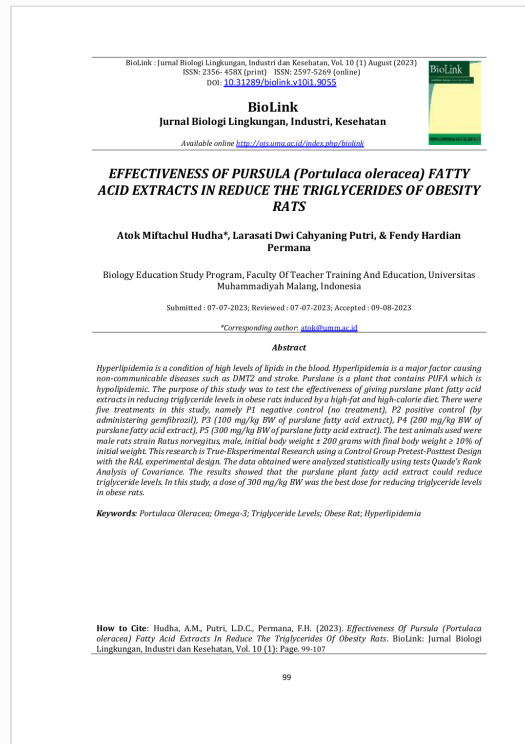 BioLink : Jurnal Biologi Lingkungan, Industri dan Kesehatan, Vol. 10 (1) August (2023)
ISSN: 2356- 458X (print)    ISSN: 2597-5269 (online)
DOI: 10.31289/biolink.v10i1.9055
BioLink
BioLink
Jurnal Biologi Lingkungan, Industri, Kesehatan
Available online http://ojs.uma.ac.id/index.php/biolink
EFFECTIVENESS OF PURSULA (Portulaca oleracea) FATTY
ACID EXTRACTS IN REDUCE THE TRIGLYCERIDES OF OBESITY
RATS
Atok Miftachul Hudha*, Larasati Dwi Cahyaning Putri, & Fendy Hardian
Permana
Biology Education Study Program, Faculty Of Teacher Training And Education, Universitas
Muhammadiyah Malang, Indonesia
Submitted : 07-07-2023; Reviewed : 07-07-2023; Accepted : 09-08-2023
*Corresponding author: atok@umm.ac.id
Abstract
Hyperlipidemia is a condition of high levels of lipids in the blood. Hyperlipidemia is a major factor causing
non-communicable diseases such as DMT2 and stroke. Purslane is a plant that contains PUFA which is
hypolipidemic. The purpose of this study was to test the effectiveness of giving purslane plant fatty acid
extracts in reducing triglyceride levels in obese rats induced by a high-fat and high-calorie diet. There were
five treatments in this study, namely P1 negative control (no treatment), P2 positive control (by
administering gemfibrozil), P3 (100 mg/kg BW of purslane fatty acid extract), P4 (200 mg/kg BW of
purslane fatty acid extract), P5 (300 mg/kg BW of purslane fatty acid extract). The test animals used were
male rats strain Ratus norvegitus, male, initial body weight ± 200 grams with final body weight ≥ 10% of
initial weight. This research is True-Eksperimental Research using a Control Group Pretest-Posttest Design
with the RAL experimental design. The data obtained were analyzed statistically using tests Quade's Rank
Analysis of Covariance. The results showed that the purslane plant fatty acid extract could reduce
triglyceride levels. In this study, a dose of 300 mg/kg BW was the best dose for reducing triglyceride levels
in obese rats.
Keywords: Portulaca Oleracea; Omega-3; Triglyceride Levels; Obese Rat; Hyperlipidemia
How to Cite: Hudha, A.M., Putri, L.D.C., Permana, F.H. (2023). Effectiveness Of Pursula (Portulaca
oleracea) Fatty Acid Extracts In Reduce The Triglycerides Of Obesity Rats. BioLink: Jurnal Biologi
Lingkungan, Industri dan Kesehatan, Vol. 10 (1): Page. 99-107
99